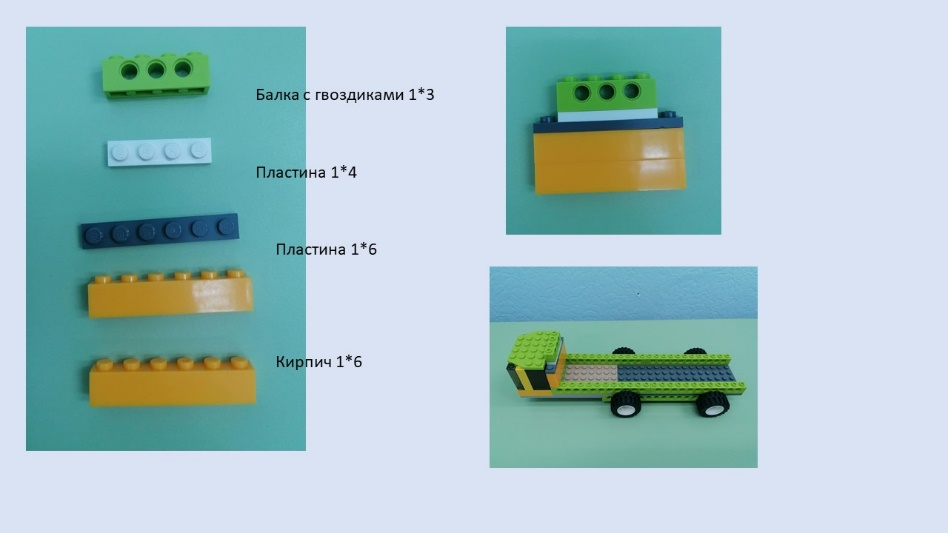 Балка с гвоздиками 1*3
Пластина 1*4
Пластина 1*6
Кирпич 1*6